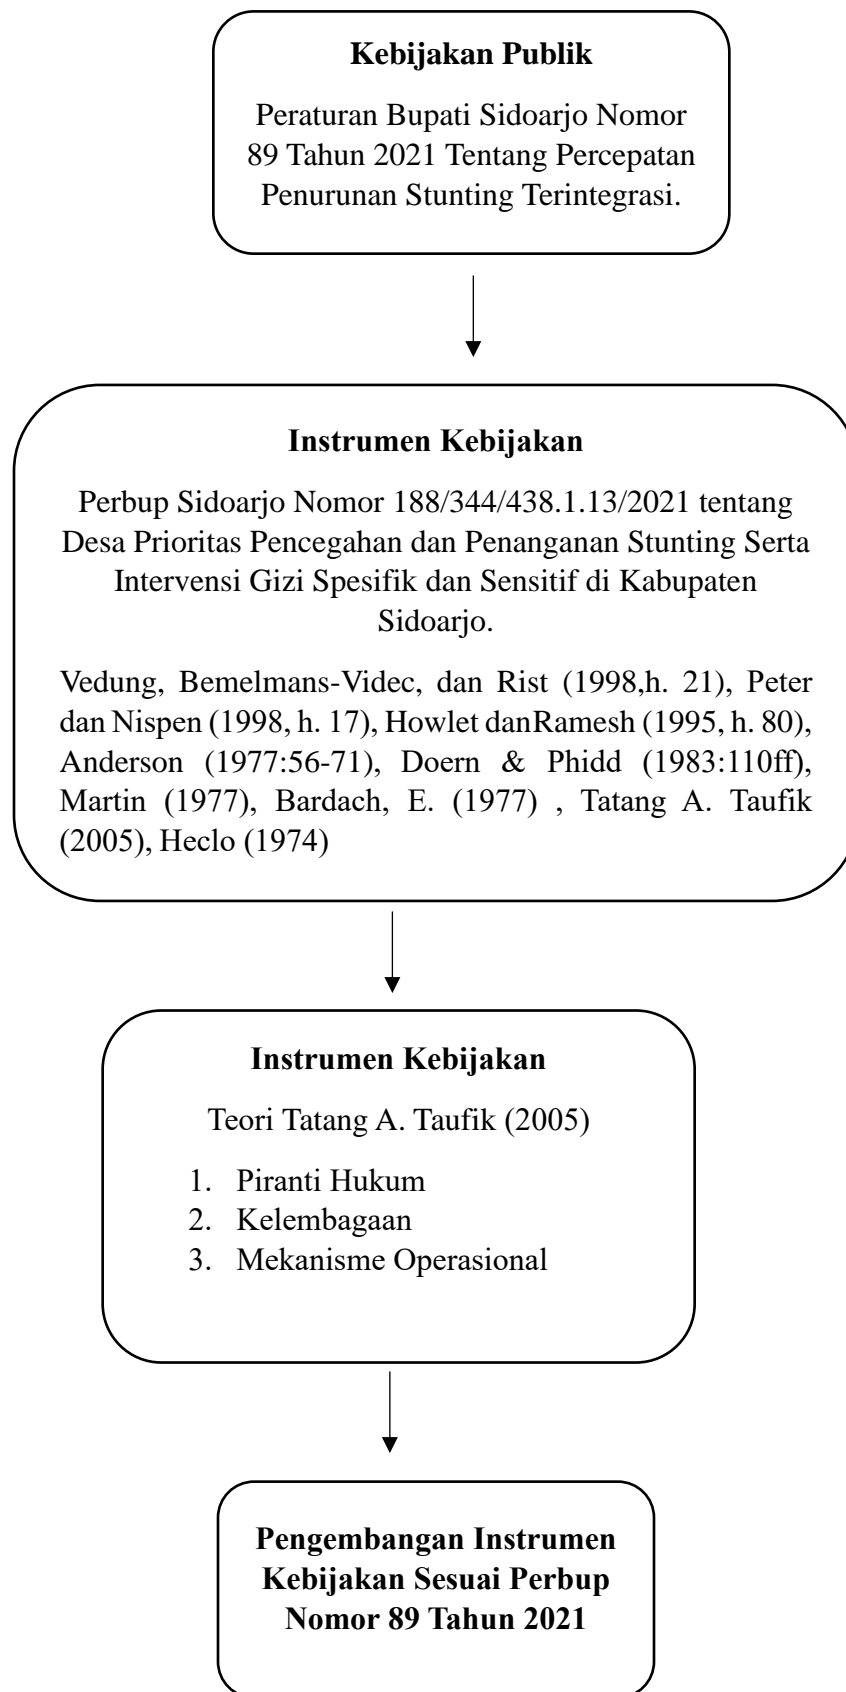 Kebijakan Publik
Peraturan Bupati Sidoarjo Nomor
89 Tahun 2021 Tentang Percepatan
Penurunan Stunting Terintegrasi.
Instrumen Kebijakan
Perbup Sidoarjo Nomor 188/344/438.1.13/2021 tentang
Desa Prioritas Pencegahan dan Penanganan Stunting Serta
Intervensi Gizi Spesifik dan Sensitif di Kabupaten
Sidoarjo.
Vedung, Bemelmans-Videc, dan Rist (1998,h. 21), Peter
dan Nispen (1998, h. 17), Howlet danRamesh (1995, h. 80),
Anderson (1977:56-71), Doern & Phidd (1983:110ff),
Martin (1977), Bardach, E. (1977) , Tatang A. Taufik
(2005), Heclo (1974)
Instrumen Kebijakan
Teori Tatang A. Taufik (2005)
1. Piranti Hukum
2. Kelembagaan
3. Mekanisme Operasional
Pengembangan Instrumen
Kebijakan Sesuai Perbup
Nomor 89 Tahun 2021